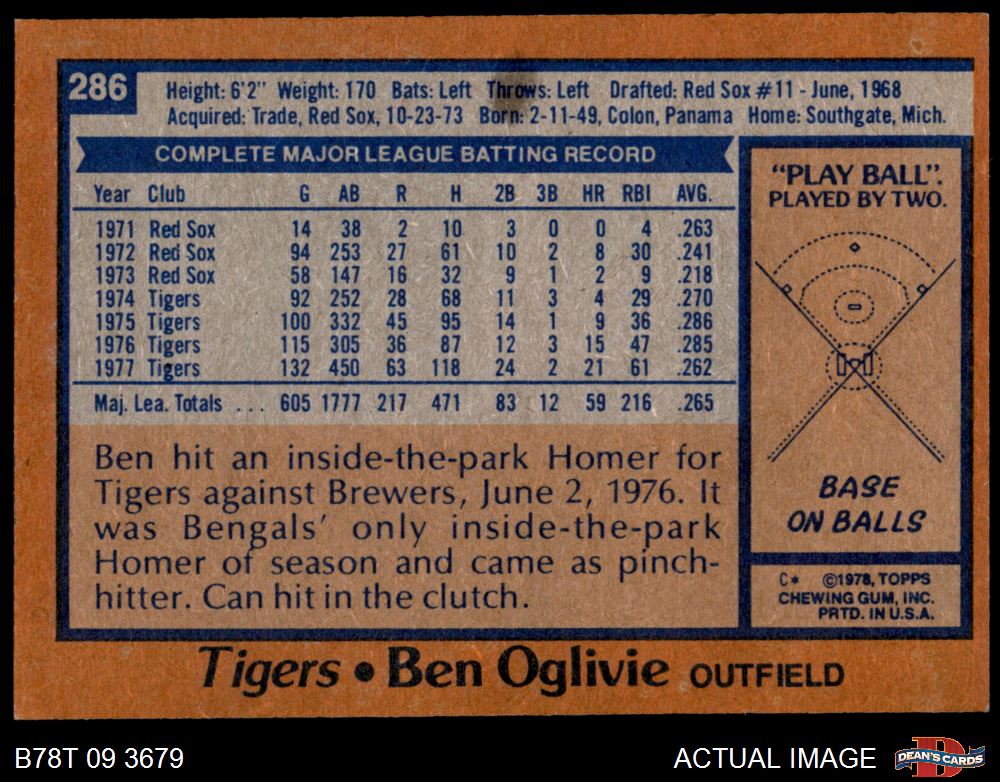 286
Height: 6'2" Weight: 170 Bats: Left Throws: Left Drafted: Red Sox #11 - June, 1968
Acquired: Trade, Red Sox, 10-23-73 Born: 2-11-49, Colon, Panama Home: Southgate, Mich.
COMPLETE MAJOR LEAGUE BATTING RECORD
Year Club G AB R H 2B 3B HR RBI AVG.
1971 Red Sox 14 38 2 10 3 0 0 4 .263
1972 Red Sox 94 253 27 61 10 2 8 30 .241
1973 Red Sox 58 147 16 32 9 1 2 9 .218
1974 Tigers 92 252 28 68 11 3 4 29 .270
1975 Tigers 100 332 45 95 14 1 9 36 .286
1976 Tigers 115 305 36 87 12 3 15 47 .285
1977 Tigers 132 450 63 118 24 2 21 61 .262
Maj. Lea. Totals ... 605 1777 217 471 83 12 59 216 .265
Ben hit an inside-the-park Homer for
Tigers against Brewers, June 2, 1976. It
was Bengals' only inside-the-park
Homer of season and came as pinch-
hitter. Can hit in the clutch.
"PLAY BALL".
PLAYED BY TWO.
BASE
ON BALLS
C* ©1978, TOPPS
CHEWING GUM, INC.
PRTD. IN U.S.A.
Tigers • Ben Oglivie OUTFIELD
B78T 09 3679
ACTUAL IMAGE
D
DEAN'S CARDS